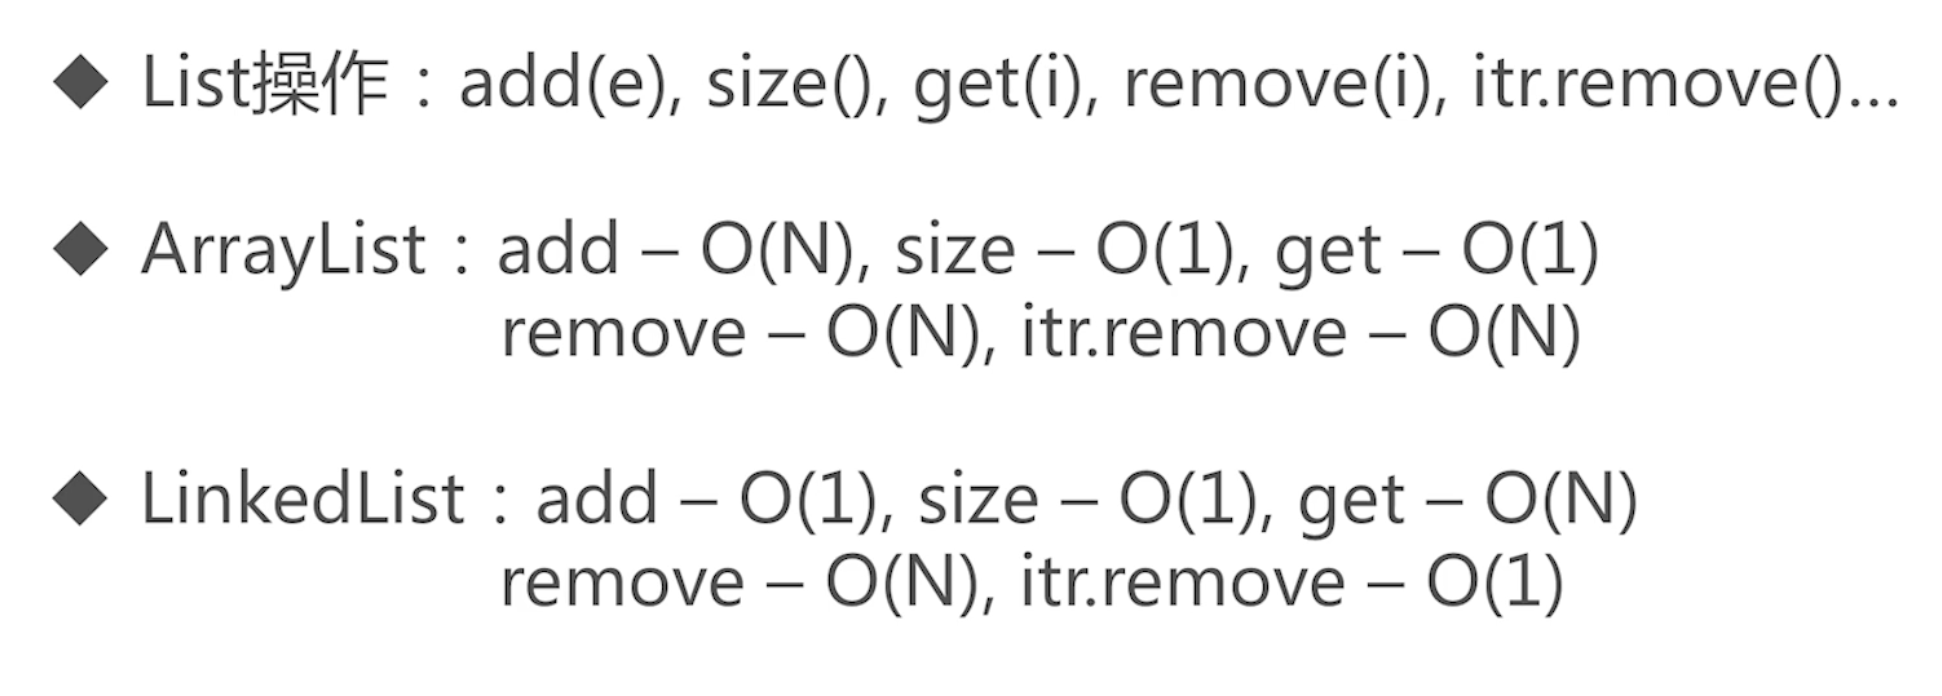 ◆ List操作：add(e), size(), get(i), remove(i), itr.remove()...
◆ ArrayList：add – O(N), size – O(1), get – O(1)
remove – O(N), itr.remove – O(N)
◆ LinkedList：add – O(1), size – O(1), get – O(N)
remove – O(N), itr.remove – O(1)